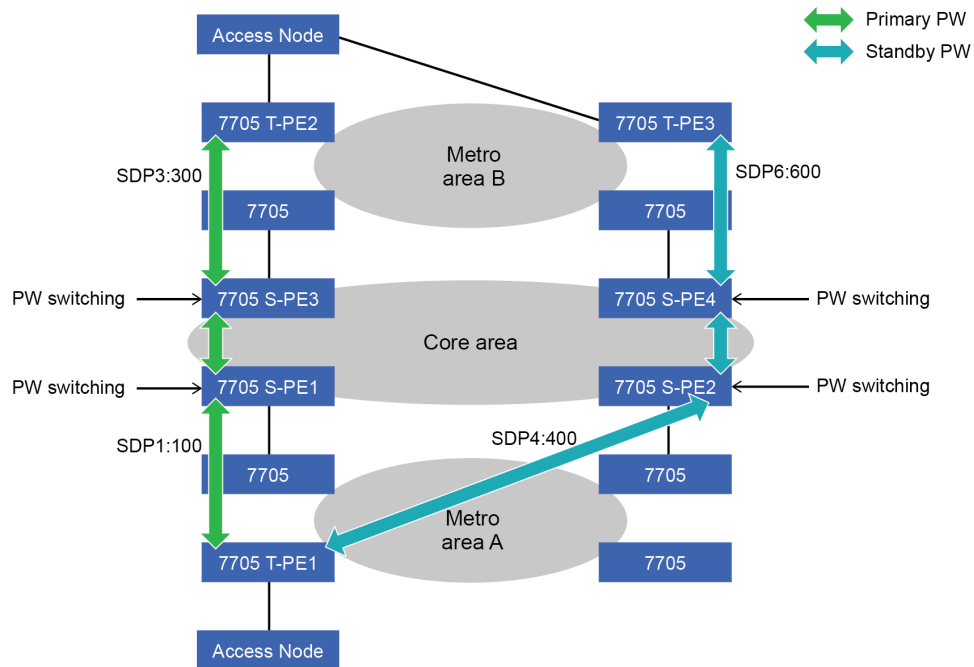 Primary PW
Standby PW
Access Node
7705 T-PE2
7705 T-PE3
Metro
area B
SDP3:300
SDP6:600
7705
7705
PW switching
7705 S-PE3
7705 S-PE4
PW switching
Core area
PW switching
7705 S-PE1
7705 S-PE2
PW switching
SDP1:100
SDP4:400
7705
7705
Metro
area A
7705 T-PE1
7705
Access Node